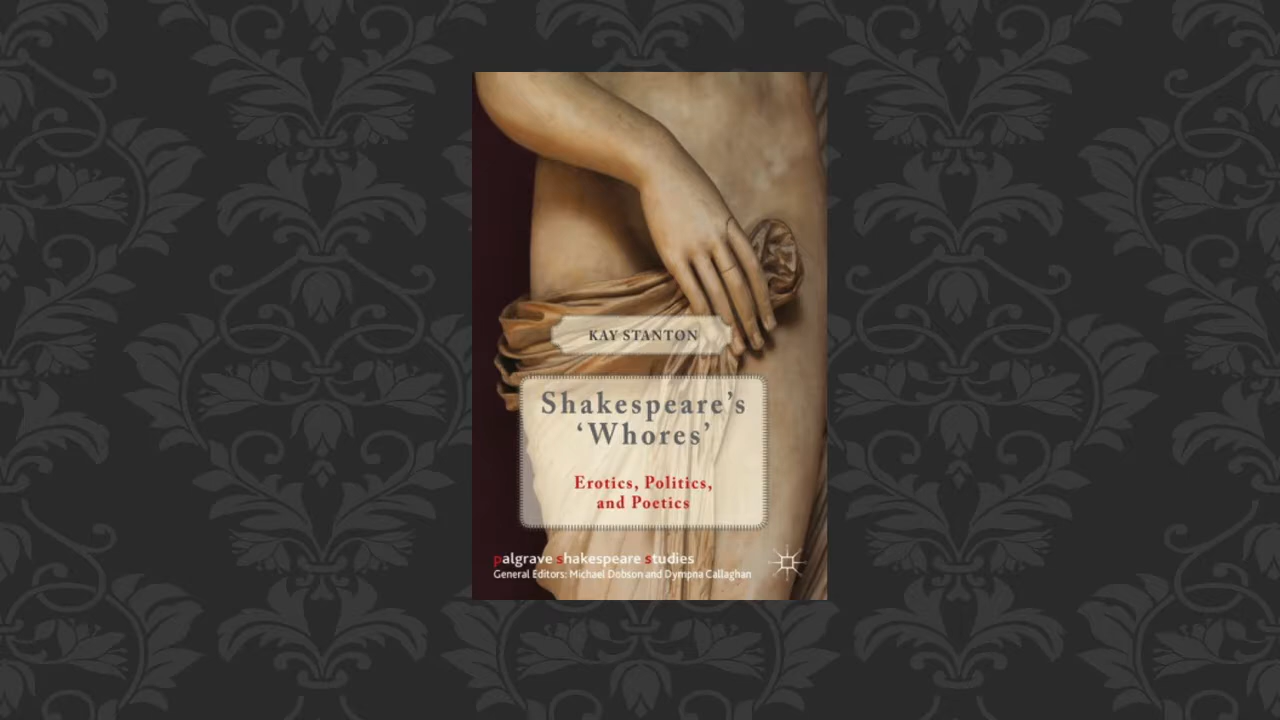 KAY STANTON
Shakespeare's
‘Whores’
Erotics, Politics,
and Poetics
palgrave shakespeare studies
General Editors: Michael Dobson and Dympna Callaghan